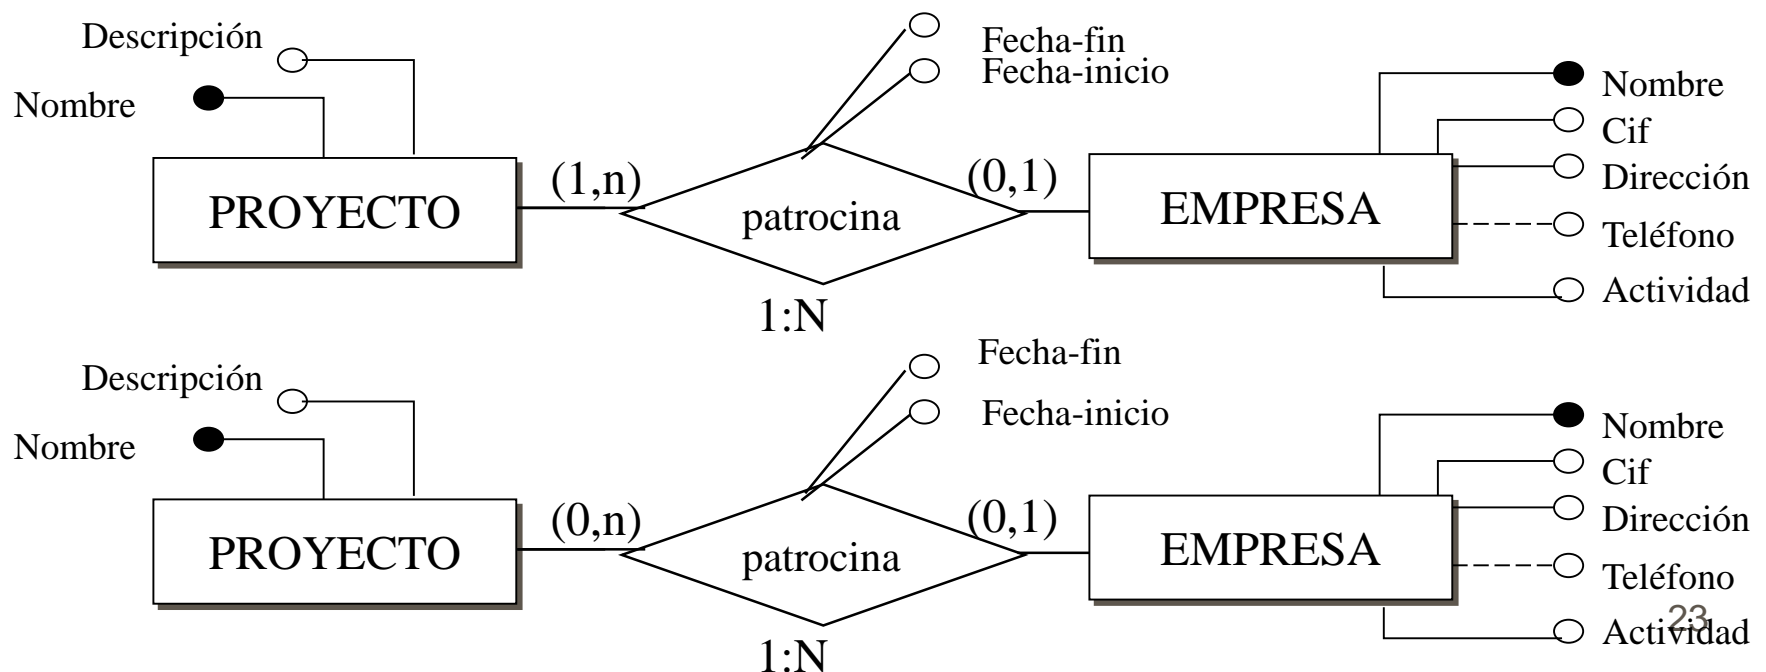 Descripción
Nombre
PROYECTO
(1,n)
patrocina
1:N
Fecha-fin
Fecha-inicio
(0,1)
EMPRESA
Nombre
Cif
Dirección
Teléfono
Actividad
Descripción
Nombre
PROYECTO
(0,n)
patrocina
1:N
Fecha-fin
Fecha-inicio
(0,1)
EMPRESA
Nombre
Cif
Dirección
Teléfono
Actividad
23